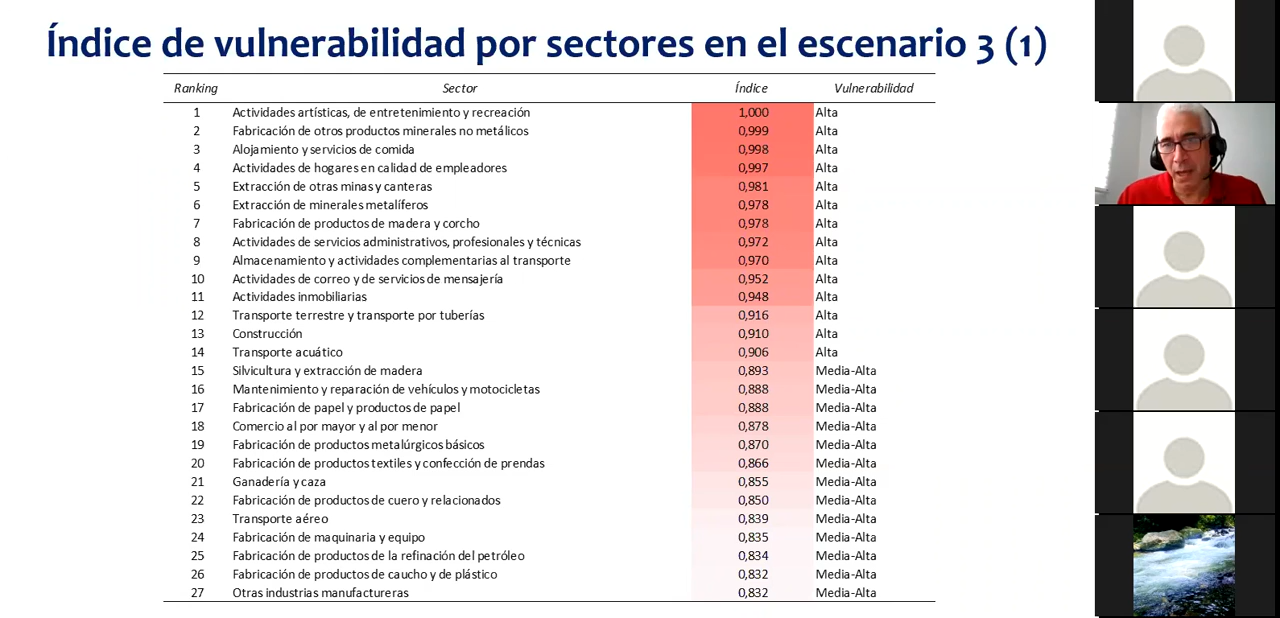 Índice de vulnerabilidad por sectores en el escenario 3 (1)
Ranking Sector Índice Vulnerabilidad
1 Actividades artísticas, de entretenimiento y recreación 1,000 Alta
2 Fabricación de otros productos minerales no metálicos 0,999 Alta
3 Alojamiento y servicios de comida 0,998 Alta
4 Actividades de hogares en calidad de empleadores 0,997 Alta
5 Extracción de otras minas y canteras 0,981 Alta
6 Extracción de minerales metalíferos 0,978 Alta
7 Fabricación de productos de madera y corcho 0,978 Alta
8 Actividades de servicios administrativos, profesionales y técnicas 0,972 Alta
9 Almacenamiento y actividades complementarias al transporte 0,970 Alta
10 Actividades de correo y de servicios de mensajería 0,952 Alta
11 Actividades inmobiliarias 0,948 Alta
12 Transporte terrestre y transporte por tuberías 0,916 Alta
13 Construcción 0,910 Alta
14 Transporte acuático 0,906 Alta
15 Silvicultura y extracción de madera 0,893 Media-Alta
16 Mantenimiento y reparación de vehículos y motocicletas 0,888 Media-Alta
17 Fabricación de papel y productos de papel 0,888 Media-Alta
18 Comercio al por mayor y al por menor 0,878 Media-Alta
19 Fabricación de productos metalúrgicos básicos 0,870 Media-Alta
20 Fabricación de productos textiles y confección de prendas 0,866 Media-Alta
21 Ganadería y caza 0,855 Media-Alta
22 Fabricación de productos de cuero y relacionados 0,850 Media-Alta
23 Transporte aéreo 0,839 Media-Alta
24 Fabricación de maquinaria y equipo 0,835 Media-Alta
25 Fabricación de productos de la refinación del petróleo 0,834 Media-Alta
26 Fabricación de productos de caucho y de plástico 0,832 Media-Alta
27 Otras industrias manufactureras 0,832 Media-Alta